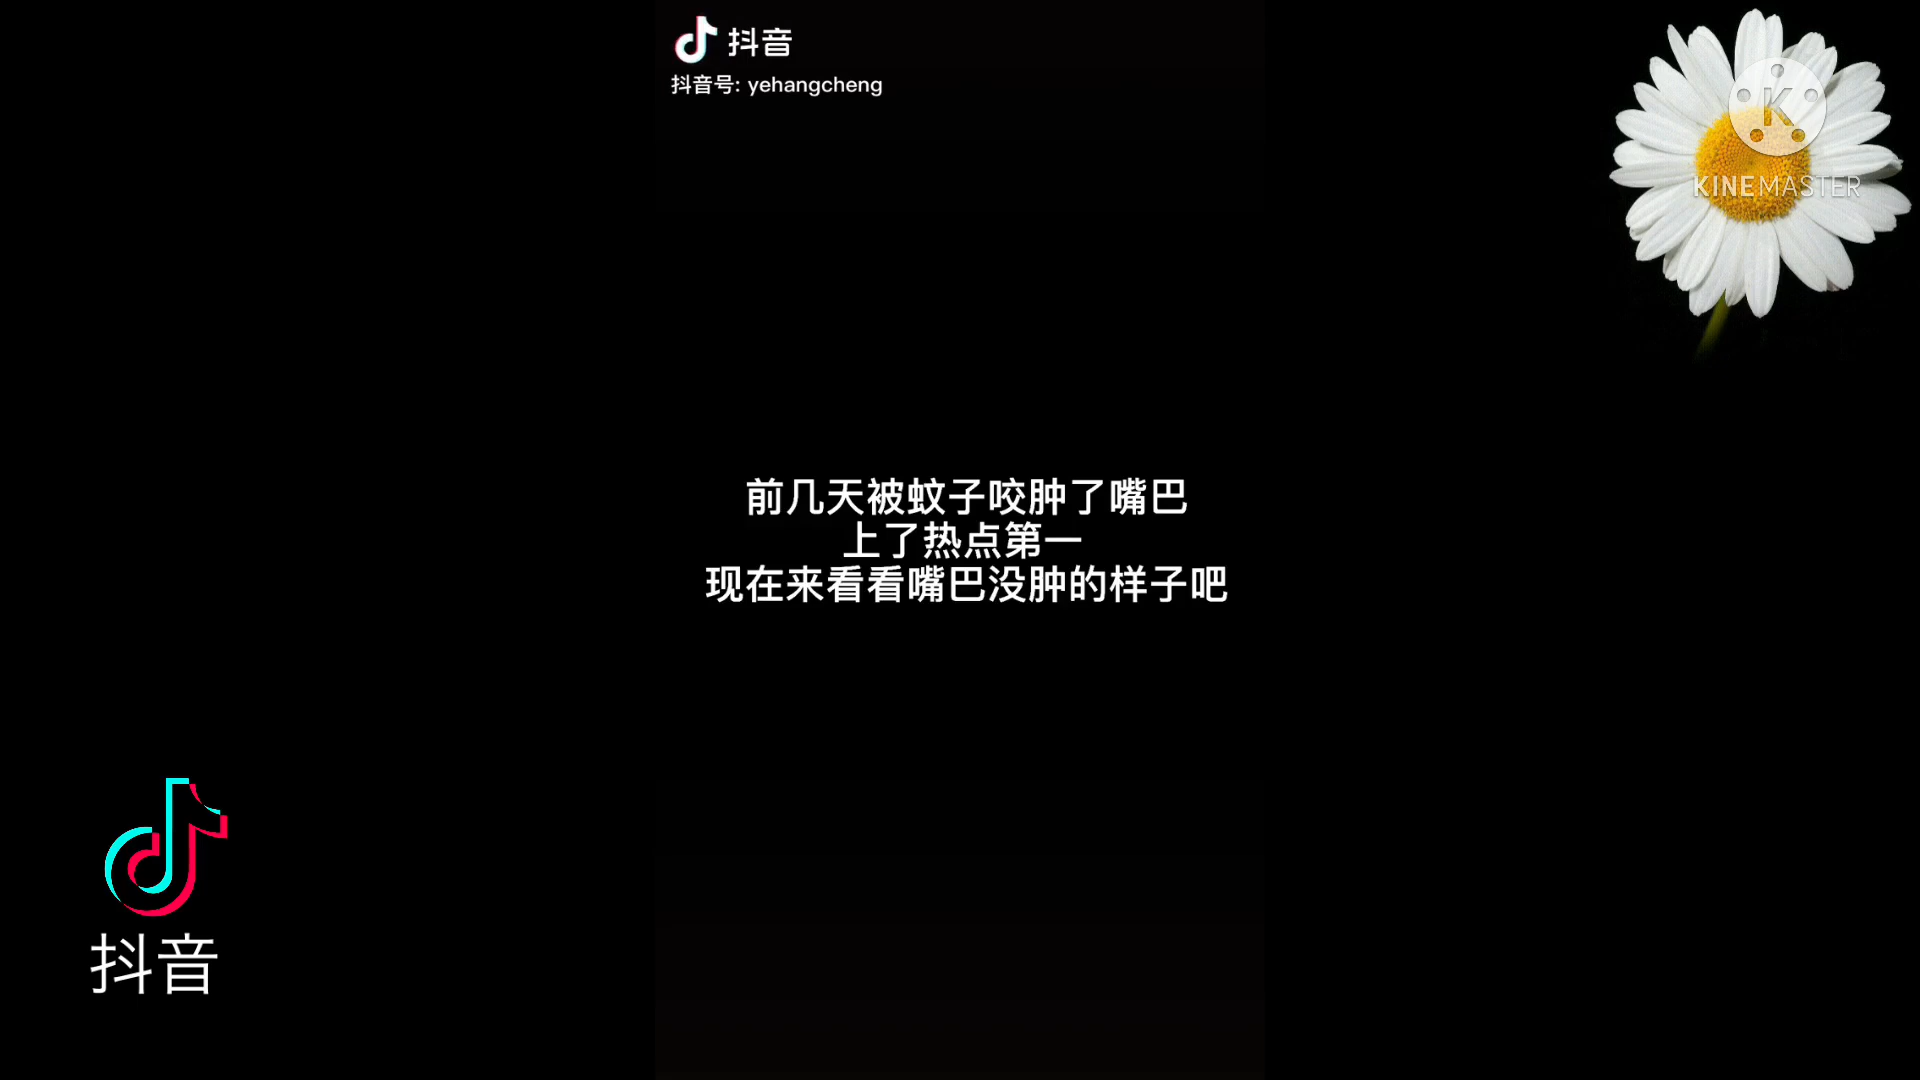 抖音
抖音号: yehangcheng
K
KINEMASTER
前几天被蚊子咬肿了嘴巴
上了热点第一
现在来看看嘴巴没肿的样子吧
抖音